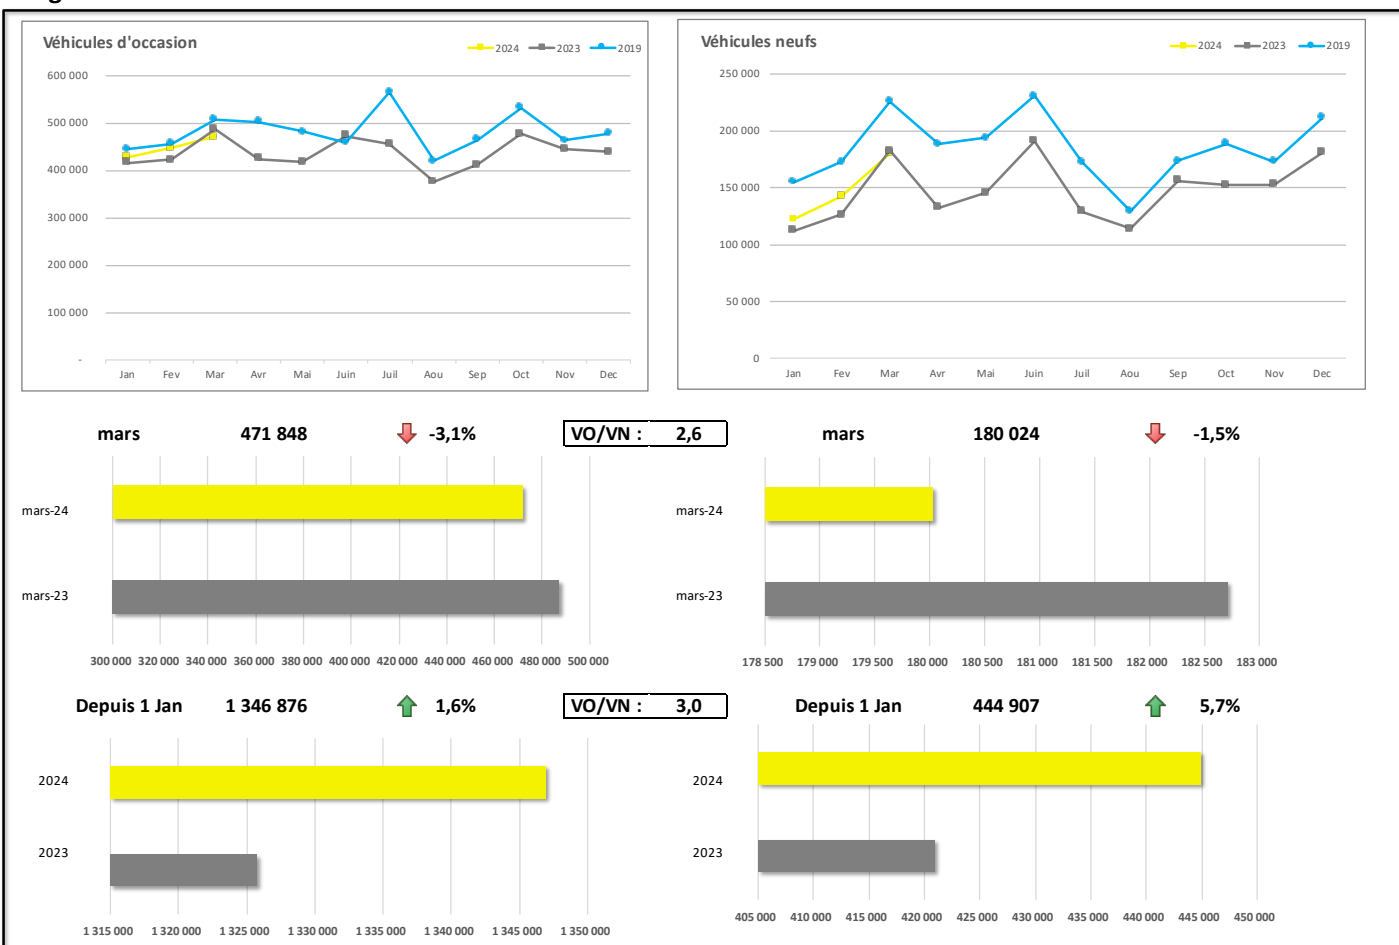 Véhicules d'occasion
2024 2023 2019
600 000
500 000
400 000
300 000
200 000
100 000
-
Jan Fev Mar Avr Mai Juin Juil Aou Sep Oct Nov Dec
Véhicules neufs
2024 2023 2019
250 000
200 000
150 000
100 000
50 000
0
Jan Fev Mar Avr Mai Juin Juil Aou Sep Oct Nov Dec
mars 471 848 -3,1%
VO/VN : 2,6
mars 180 024 -1,5%
mars-24
mars-23
300 000 320 000 340 000 360 000 380 000 400 000 420 000 440 000 460 000 480 000 500 000
mars-24
mars-23
178 500 179 000 179 500 180 000 180 500 181 000 181 500 182 000 182 500 183 000
Depuis 1 Jan 1 346 876 1,6%
VO/VN : 3,0
Depuis 1 Jan 444 907 5,7%
2024
2023
1 315 000 1 320 000 1 325 000 1 330 000 1 335 000 1 340 000 1 345 000 1 350 000
2024
2023
405 000 410 000 415 000 420 000 425 000 430 000 435 000 440 000 445 000 450 000